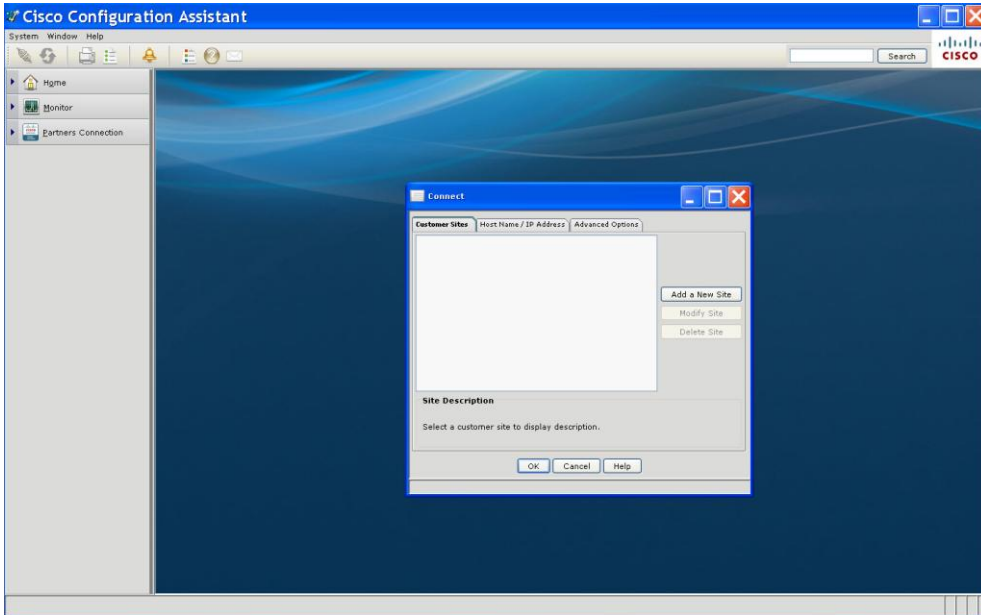 Cisco Configuration Assistant
System Window Help
Search
CISCO
Home
Monitor
Partners Connection
Connect
Customer Sites Host Name / IP Address Advanced Options
Add a New Site
Modify Site
Delete Site
Site Description
Select a customer site to display description.
OK Cancel Help